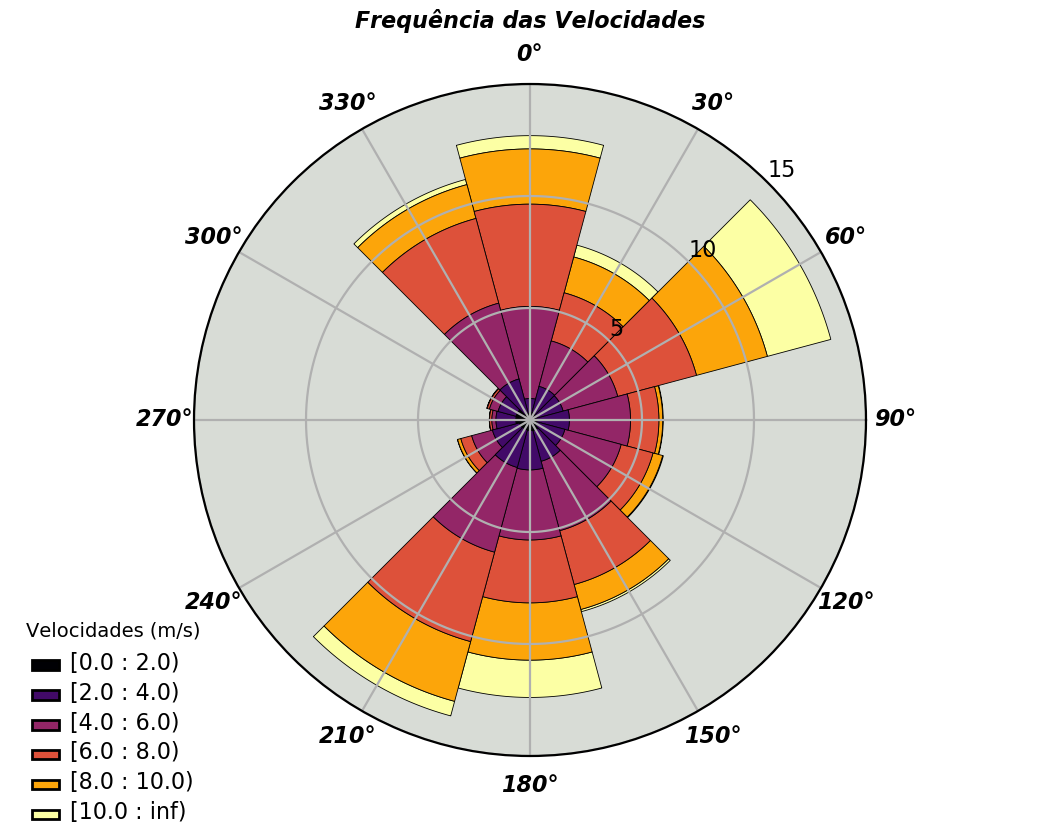 Frequência das Velocidades
0°
330°
30°
15
300°
60°
10
5
270°
90°
240°
120°
210°
150°
180°
Velocidades (m/s)
[0.0 : 2.0)
[2.0 : 4.0)
[4.0 : 6.0)
[6.0 : 8.0)
[8.0 : 10.0)
[10.0 : inf)